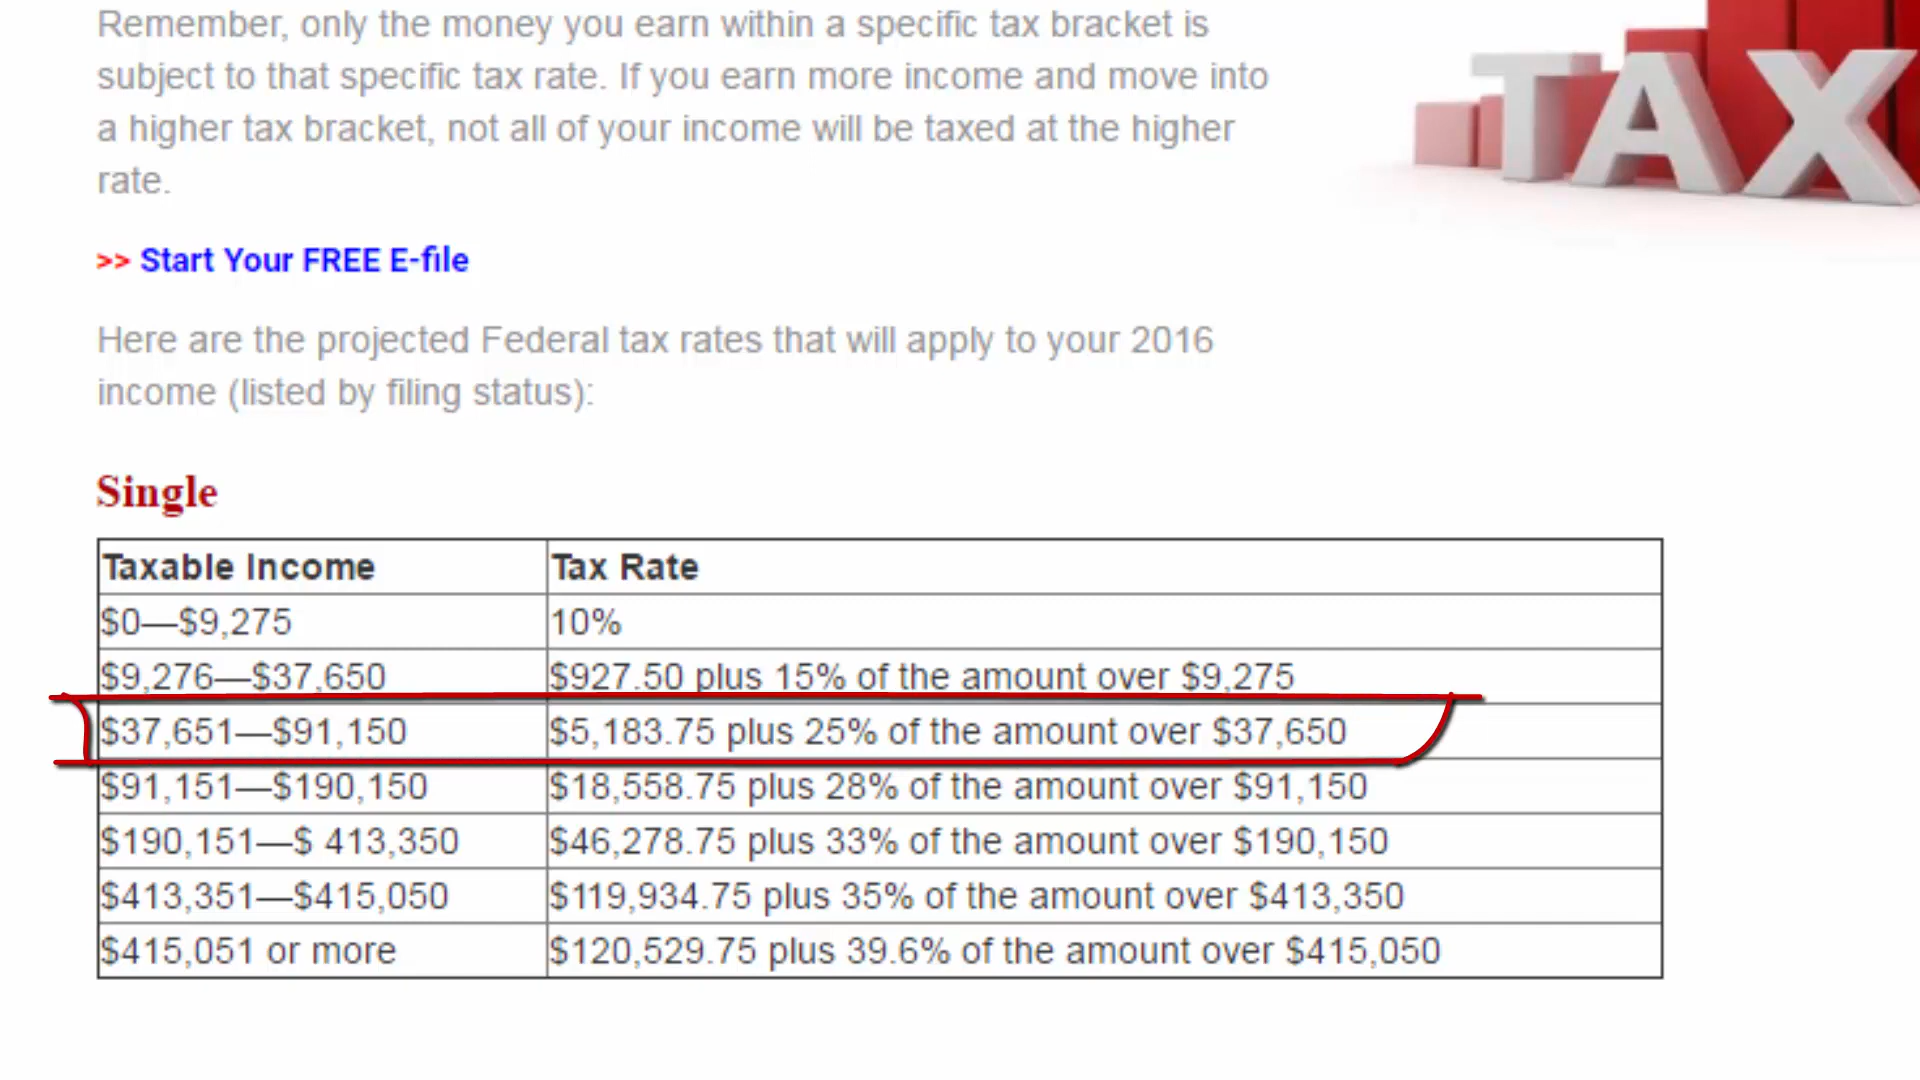 Remember, only the money you earn within a specific tax bracket is
subject to that specific tax rate. If you earn more income and move into
a higher tax bracket, not all of your income will be taxed at the higher
rate.
TAX
>> Start Your FREE E-file
Here are the projected Federal tax rates that will apply to your 2016
income (listed by filing status):
Single
Taxable Income Tax Rate
$0—$9,275 10%
$9,276—$37,650 $927.50 plus 15% of the amount over $9,275
$37,651—$91,150 $5,183.75 plus 25% of the amount over $37,650
$91,151—$190,150 $18,558.75 plus 28% of the amount over $91,150
$190,151—$ 413,350 $46,278.75 plus 33% of the amount over $190,150
$413,351—$415,050 $119,934.75 plus 35% of the amount over $413,350
$415,051 or more $120,529.75 plus 39.6% of the amount over $415,050